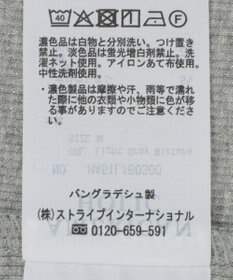 40
濃色品は白物と分別洗い。つけ置き
禁止。淡色は蛍光増白剤禁止。洗
濯ネット使用。アイロンあて布使用。
中性洗剤使用。
・濃色製品は摩擦や汗、雨等で濡れ
た際に他の衣類や小物類に色が移
る事がございますのでご注意くださ
い。
バングラデシュ製
(株)ストライプインターナショナル
☎ 0120-659-591